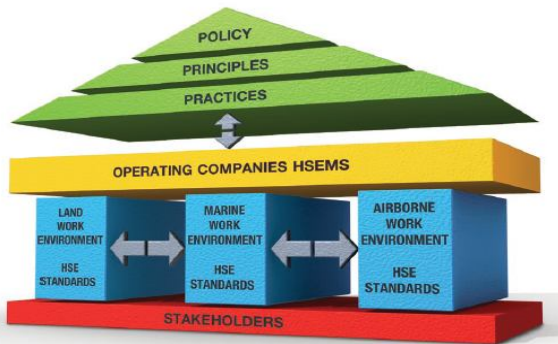 POLICY
PRINCIPLES
PRACTICES
OPERATING COMPANIES HSEMS
LAND
WORK
ENVIRONMENT
HSE
STANDARDS
MARINE
WORK
ENVIRONMENT
HSE
STANDARDS
AIRBORNE
WORK
ENVIRONMENT
HSE
STANDARDS
STAKEHOLDERS